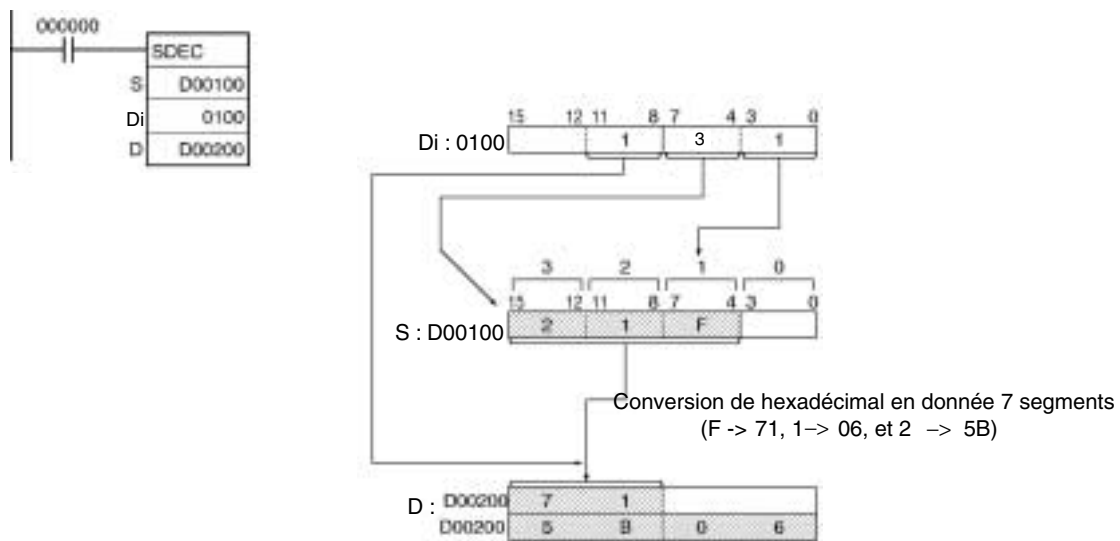 000000
SDEC
S D00100
Di 0100
D D00200
15 12 11 8 7 4 3 0
Di : 0100 1 3 1
3 2 1 0
15 12 11 8 7 4 3 0
S : D00100 2 1 F
Conversion de hexadécimal en donnée 7 segments
(F -> 71, 1–> 06, et 2 –> 5B)
D : D00200 7 1
D00200 5 B 0 6